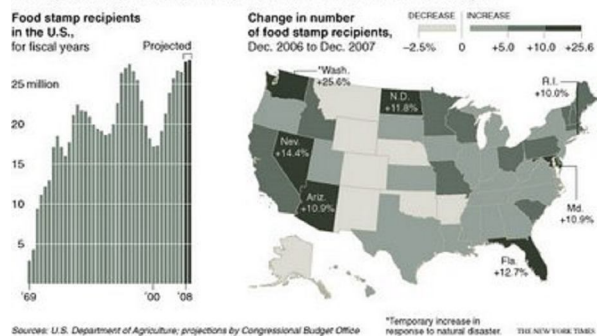 Food stamp recipients
in the U.S.,
for fiscal years
Projected
25 million
20
15
10
5
'69
'00
'08
Change in number
of food stamp recipients,
Dec. 2006 to Dec. 2007
DECREASE
INCREASE
−2.5%
0
+5.0
+10.0
+25.6
*Wash.
+25.6%
N.D.
+11.8%
R.I.
+10.0%
Nev.
+14.4%
Ariz.
+10.9%
Md.
+10.9%
Fla.
+12.7%
*Temporary increase in
response to natural disaster.
Sources: U.S. Department of Agriculture; projections by Congressional Budget Office
THE NEW YORK TIMES